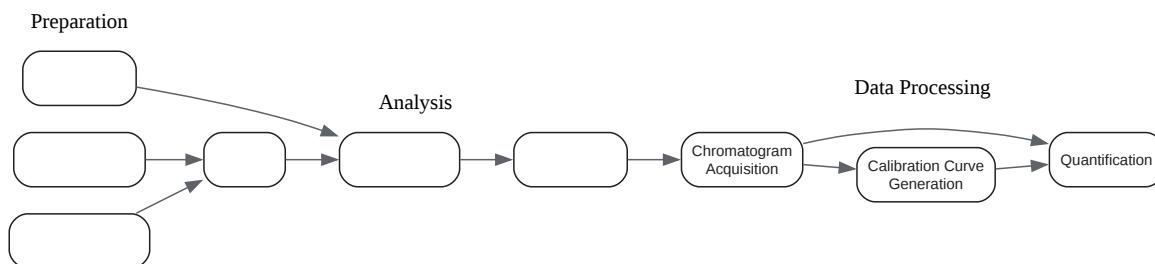 Preparation
Analysis
Data Processing
Chromatogram
Acquisition
Calibration Curve
Generation
Quantification